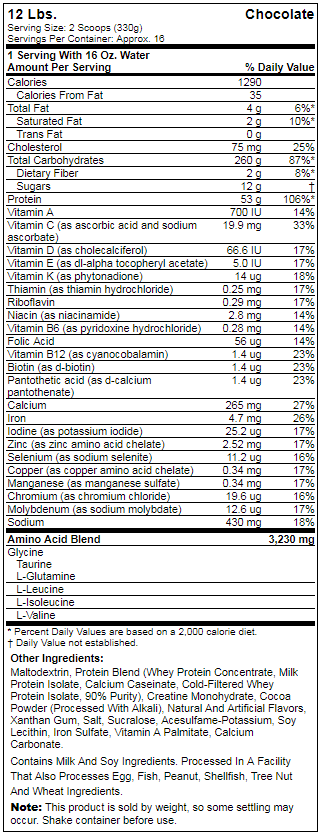 12 Lbs. Chocolate
Serving Size: 2 Scoops (330g)
Servings Per Container: Approx. 16
1 Serving With 16 Oz. Water
Amount Per Serving % Daily Value
Calories 1290
Calories From Fat 35
Total Fat 4 g 6%*
Saturated Fat 2 g 10%*
Trans Fat 0 g
Cholesterol 75 mg 25%
Total Carbohydrates 260 g 87%*
Dietary Fiber 2 g 8%*
Sugars 12 g †
Protein 53 g 106%*
Vitamin A 700 IU 14%
Vitamin C (as ascorbic acid and sodium 19.9 mg 33%
ascorbate)
Vitamin D (as cholecalciferol) 66.6 IU 17%
Vitamin E (as dl-alpha tocopheryl acetate) 5.0 IU 17%
Vitamin K (as phytonadione) 14 ug 18%
Thiamin (as thiamin hydrochloride) 0.25 mg 17%
Riboflavin 0.29 mg 17%
Niacin (as niacinamide) 2.8 mg 14%
Vitamin B6 (as pyridoxine hydrochloride) 0.28 mg 14%
Folic Acid 56 ug 14%
Vitamin B12 (as cyanocobalamin) 1.4 ug 23%
Biotin (as d-biotin) 1.4 ug 23%
Pantothetic acid (as d-calcium 1.4 ug 23%
pantothenate)
Calcium 265 mg 27%
Iron 4.7 mg 26%
Iodine (as potassium iodide) 25.2 ug 17%
Zinc (as zinc amino acid chelate) 2.52 mg 17%
Selenium (as sodium selenite) 11.2 ug 16%
Copper (as copper amino acid chelate) 0.34 mg 17%
Manganese (as manganese sulfate) 0.34 mg 17%
Chromium (as chromium chloride) 19.6 ug 16%
Molybdenum (as sodium molybdate) 12.6 ug 17%
Sodium 430 mg 18%
Amino Acid Blend 3,230 mg
Glycine
Taurine
L-Glutamine
L-Leucine
L-Isoleucine
L-Valine
* Percent Daily Values are based on a 2,000 calorie diet.
† Daily Value not established.
Other Ingredients:
Maltodextrin, Protein Blend (Whey Protein Concentrate, Milk
Protein Isolate, Calcium Caseinate, Cold-Filtered Whey
Protein Isolate, 90% Purity), Creatine Monohydrate, Cocoa
Powder (Processed With Alkali), Natural And Artificial Flavors,
Xanthan Gum, Salt, Sucralose, Acesulfame-Potassium, Soy
Lecithin, Iron Sulfate, Vitamin A Palmitate, Calcium
Carbonate.
Contains Milk And Soy Ingredients. Processed In A Facility
That Also Processes Egg, Fish, Peanut, Shellfish, Tree Nut
And Wheat Ingredients.
Note: This product is sold by weight, so some settling may
occur. Shake container before use.